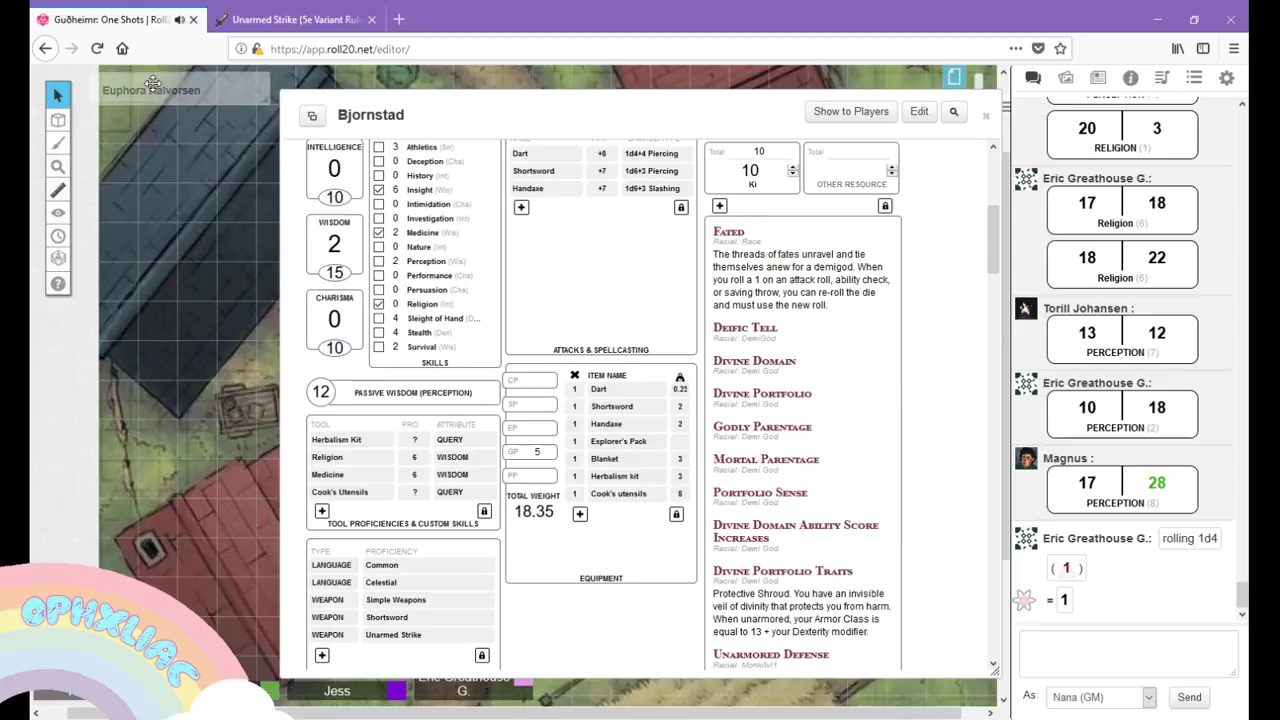 Guðheimr: One Shots | Roll2
Unarmed Strike (5e Variant Rul
https://app.roll20.net/editor/
Euphora Halvorsen
Bjornstad
Show to Players
Edit
INTELLIGENCE
0
10
WISDOM
2
15
CHARISMA
0
10
3 Athletics (Str)
0 Deception (Cha)
0 History (Int)
6 Insight (Wis)
0 Intimidation (Cha)
0 Investigation (Int)
2 Medicine (Wis)
0 Nature (Int)
2 Perception (Wis)
0 Performance (Cha)
0 Persuasion (Cha)
0 Religion (Int)
4 Sleight of Hand (D...
4 Stealth (Dex)
2 Survival (Wis)
SKILLS
12 PASSIVE WISDOM (PERCEPTION)
TOOL PRO ATTRIBUTE
Herbalism Kit ? QUERY
Religion 6 WISDOM
Medicine 6 WISDOM
Cook's Utensils ? QUERY
TOOL PROFICIENCIES & CUSTOM SKILLS
TYPE PROFICIENCY
LANGUAGE Common
LANGUAGE Celestial
WEAPON Simple Weapons
WEAPON Shortsword
WEAPON Unarmed Strike
Dart +8 1d4+4 Piercing
Shortsword +7 1d6+3 Piercing
Handaxe +7 1d6+3 Slashing
ATTACKS & SPELLCASTING
CP
SP
EP
GP 5
PP
TOTAL WEIGHT
18.35
ITEM NAME
1 Dart 0.25
1 Shortsword 2
1 Handaxe 2
1 Explorer's Pack
1 Blanket 3
1 Herbalism kit 3
1 Cook's utensils 8
EQUIPMENT
Total 10
10
Ki
Total
OTHER RESOURCE
FATED
Racial: Race
The threads of fates unravel and tie
themselves anew for a demigod. When
you roll a 1 on an attack roll, ability check,
or saving throw, you can re-roll the die
and must use the new roll.
DEIFIC TELL
Racial: DemiGod
DIVINE DOMAIN
Racial: Demi God
DIVINE PORTFOLIO
Racial: Demi God
GODLY PARENTAGE
Racial: Demi God
MORTAL PARENTAGE
Racial: Demi God
PORTFOLIO SENSE
Racial: Demi God
DIVINE DOMAIN ABILITY SCORE
INCREASES
Racial: Demi God
DIVINE PORTFOLIO TRAITS
Racial: Demi God
Protective Shroud. You have an invisible
veil of divinity that protects you from harm.
When unarmored, your Armor Class is
equal to 13 + your Dexterity modifier.
UNARMORED DEFENSE
Racial: Monk/lvl1
20 3
RELIGION (1)
Eric Greathouse G.:
17 18
Religion (6)
18 22
Religion (6)
Torill Johansen :
13 12
PERCEPTION (7)
Eric Greathouse G.:
10 18
PERCEPTION (2)
Magnus :
17 28
PERCEPTION (8)
Eric Greathouse G.: rolling 1d4
( 1 )
= 1
As: Nana (GM)
Send
Jess
G.
@PHXLIAC